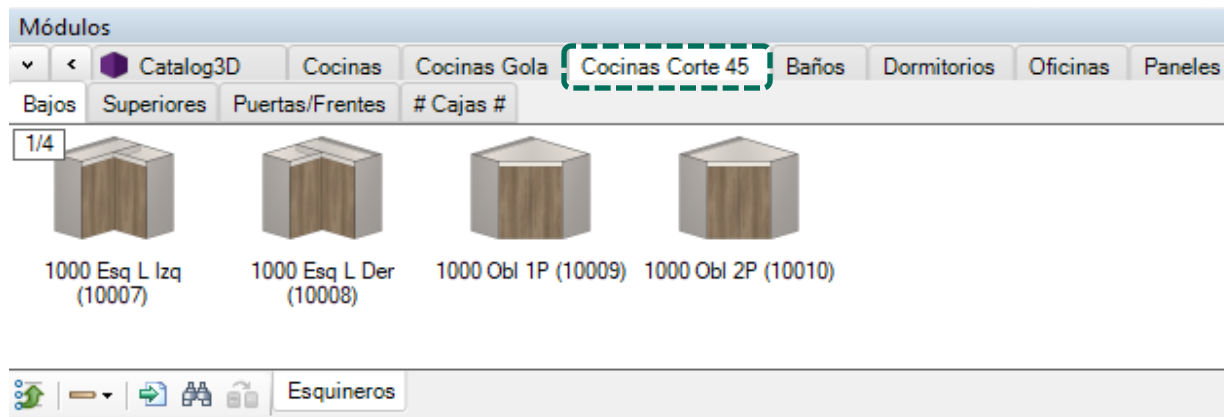 Módulos
Catalog3D Cocinas Cocinas Gola Cocinas Corte 45 Baños Dormitorios Oficinas Paneles
Bajos Superiores Puertas/Frentes # Cajas #
1/4
1000 Esq L Izq (10007)
1000 Esq L Der (10008)
1000 Obl 1P (10009)
1000 Obl 2P (10010)
Esquineros